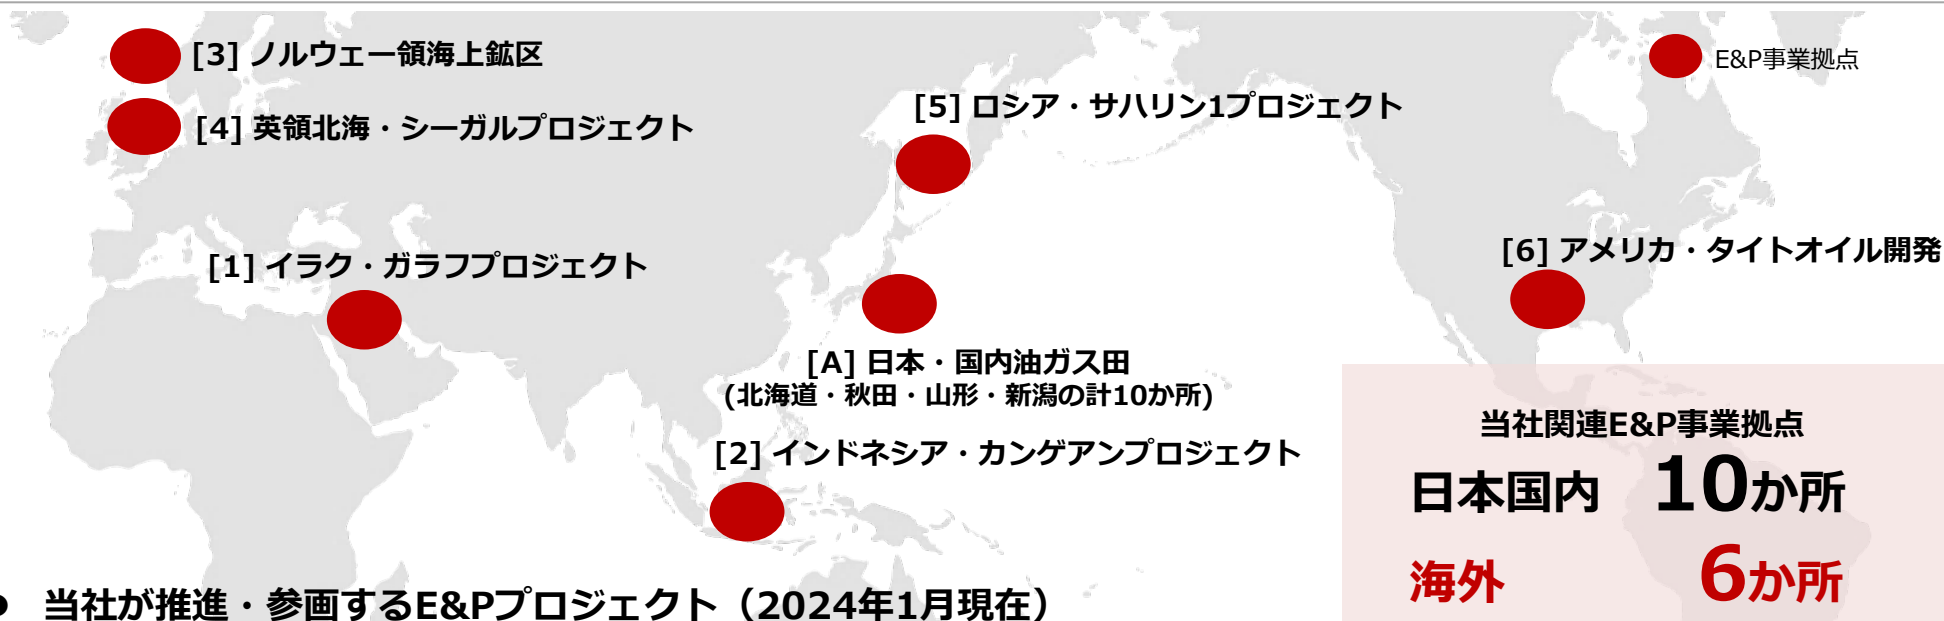 [3] ノルウェー領海上鉱区
E&P事業拠点
[5] ロシア・サハリン1プロジェクト
[4] 英領北海・シーガルプロジェクト
[6] アメリカ・タイトオイル開発
[1] イラク・ガラフプロジェクト
[A] 日本・国内油ガス田
(北海道・秋田・山形・新潟の計10か所)
[2] インドネシア・カンゲアンプロジェクト
当社関連E&P事業拠点
日本国内 10か所
海外 6か所
● 当社が推進・参画するE&Pプロジェクト（2024年1月現在）